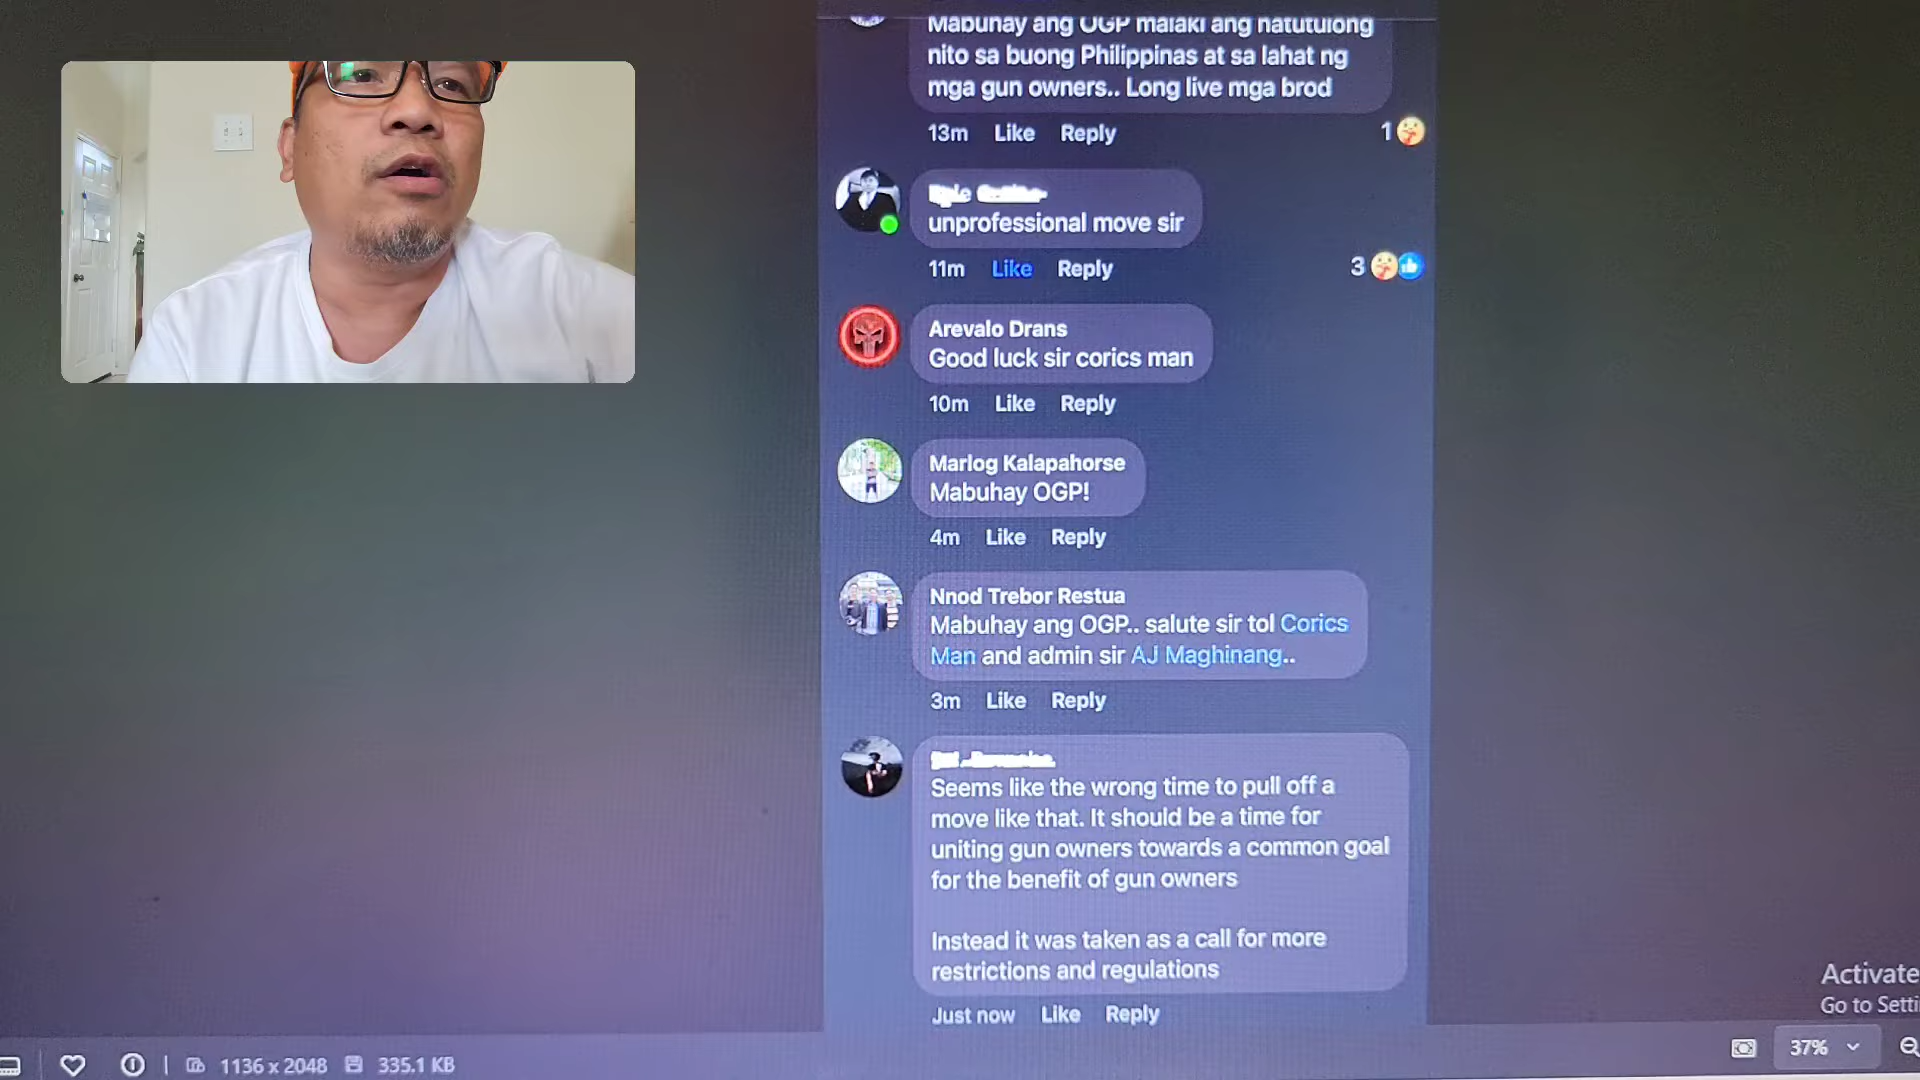 Mabuhay ang OGP malaki ang natutulong
nito sa buong Philippinas at sa lahat ng
mga gun owners.. Long live mga brod
13m Like Reply 1
unprofessional move sir
11m Like Reply 3
Arevalo Drans
Good luck sir corics man
10m Like Reply
Marlog Kalapahorse
Mabuhay OGP!
4m Like Reply
Nnod Trebor Restua
Mabuhay ang OGP.. salute sir tol Corics
Man and admin sir AJ Maghinang..
3m Like Reply
Seems like the wrong time to pull off a
move like that. It should be a time for
uniting gun owners towards a common goal
for the benefit of gun owners
Instead it was taken as a call for more
restrictions and regulations
Just now Like Reply
Activate
Go to Setti
1136 x 2048 335.1 KB
37%